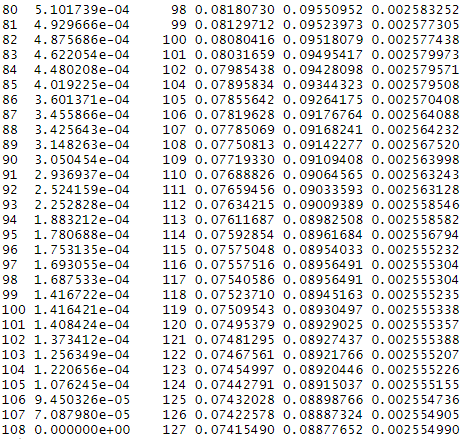 80 5.101739e-04 98 0.08180730 0.09550952 0.002583252
81 4.929666e-04 99 0.08129712 0.09523973 0.002577305
82 4.875686e-04 100 0.08080416 0.09518079 0.002577438
83 4.622054e-04 101 0.08031659 0.09495417 0.002579973
84 4.480208e-04 102 0.07985438 0.09428098 0.002579571
85 4.019225e-04 104 0.07895834 0.09344323 0.002579508
86 3.601371e-04 105 0.07855642 0.09264175 0.002570408
87 3.455866e-04 106 0.07819628 0.09176764 0.002564088
88 3.425643e-04 107 0.07785069 0.09168241 0.002564232
89 3.148263e-04 108 0.07750813 0.09142277 0.002567520
90 3.050454e-04 109 0.07719330 0.09109408 0.002563998
91 2.936937e-04 110 0.07688826 0.09064565 0.002563243
92 2.524159e-04 111 0.07659456 0.09033593 0.002563128
93 2.252828e-04 112 0.07634215 0.09009389 0.002558546
94 1.883212e-04 113 0.07611687 0.08982508 0.002558582
95 1.780688e-04 114 0.07592854 0.08961684 0.002556794
96 1.753135e-04 115 0.07575048 0.08954033 0.002555232
97 1.693055e-04 116 0.07557516 0.08956491 0.002555304
98 1.687533e-04 117 0.07540586 0.08956491 0.002555304
99 1.416722e-04 118 0.07523710 0.08945163 0.002555235
100 1.416421e-04 119 0.07509543 0.08930497 0.002555338
101 1.408424e-04 120 0.07495379 0.08929025 0.002555357
102 1.373412e-04 121 0.07481295 0.08927437 0.002555388
103 1.256349e-04 122 0.07467561 0.08921766 0.002555207
104 1.220656e-04 123 0.07454997 0.08920446 0.002555226
105 1.076245e-04 124 0.07442791 0.08915037 0.002555155
106 9.450326e-05 125 0.07432028 0.08898766 0.002554736
107 7.087980e-05 126 0.07422578 0.08887324 0.002554905
108 0.000000e+00 127 0.07415490 0.08877652 0.002554990